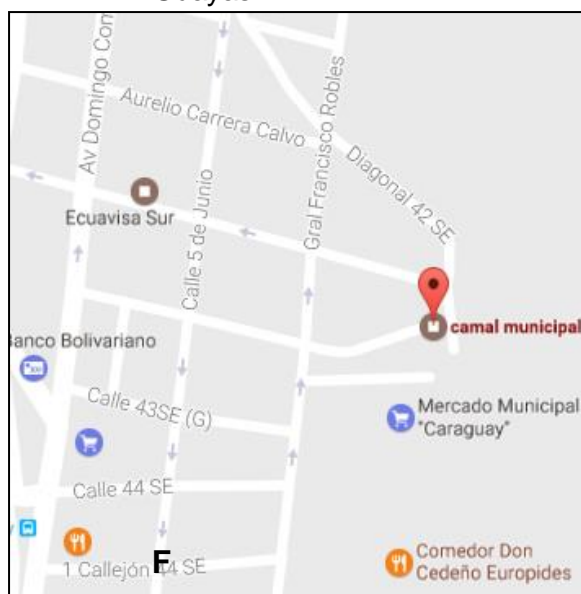 Aurelio Carrera Calvo
Av Domingo Com
Gral Francisco Robles
Diagonal 42 SE
Ecuavisa Sur
Calle 5 de Junio
camal municipal
Banco Bolivariano
Mercado Municipal
"Caraguay"
Calle 43SE (G)
Calle 44 SE
F
1 Callejón 44 SE
Comedor Don
Cedeño Europides